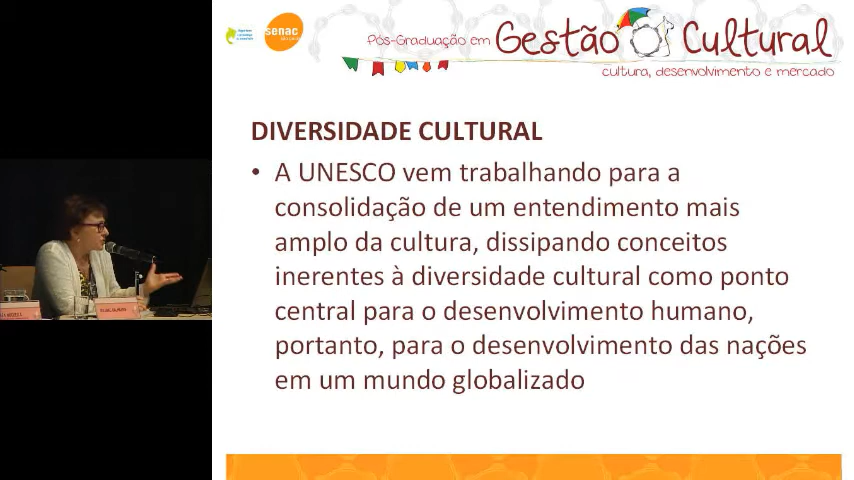 senac
Pós-Graduação em Gestão Cultural
cultura, desenvolvimento e mercado
DIVERSIDADE CULTURAL
• A UNESCO vem trabalhando para a
consolidação de um entendimento mais
amplo da cultura, dissipando conceitos
inerentes à diversidade cultural como ponto
central para o desenvolvimento humano,
portanto, para o desenvolvimento das nações
em um mundo globalizado